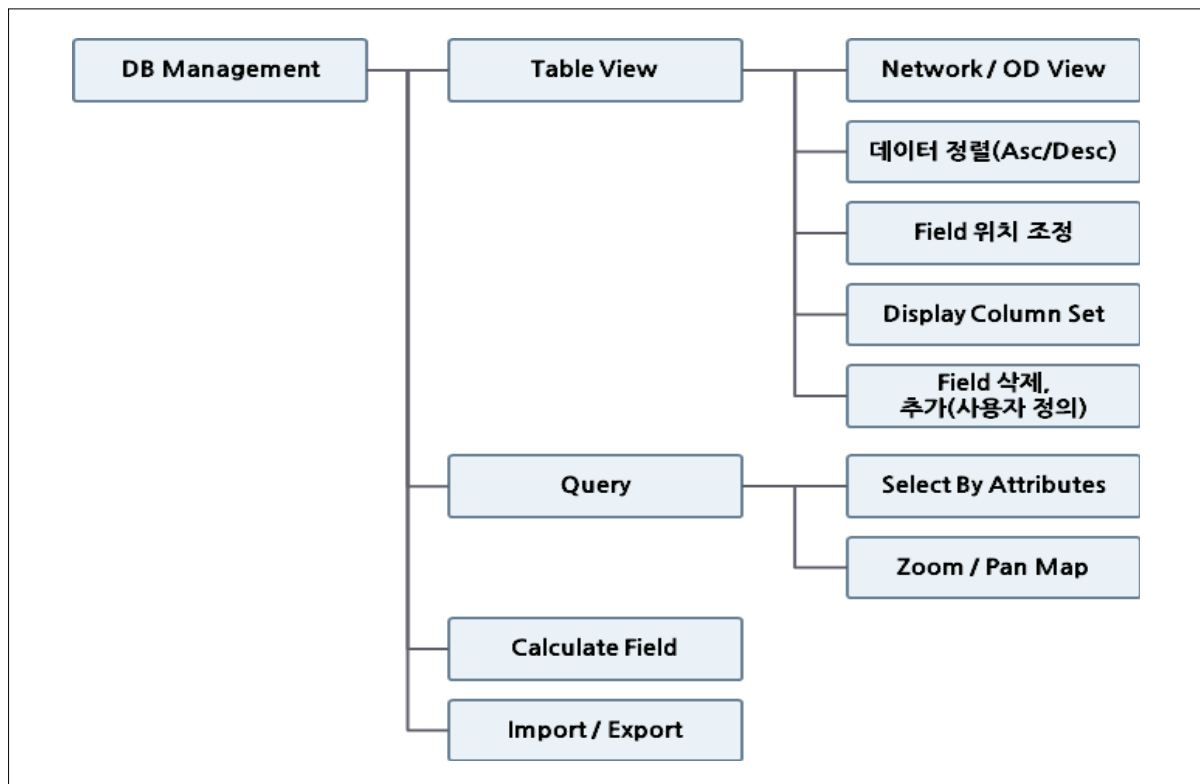 DB Management
Table View
Network / OD View
데이터 정렬(Asc/Desc)
Field 위치 조정
Display Column Set
Field 삭제,
추가(사용자 정의)
Query
Select By Attributes
Zoom / Pan Map
Calculate Field
Import / Export